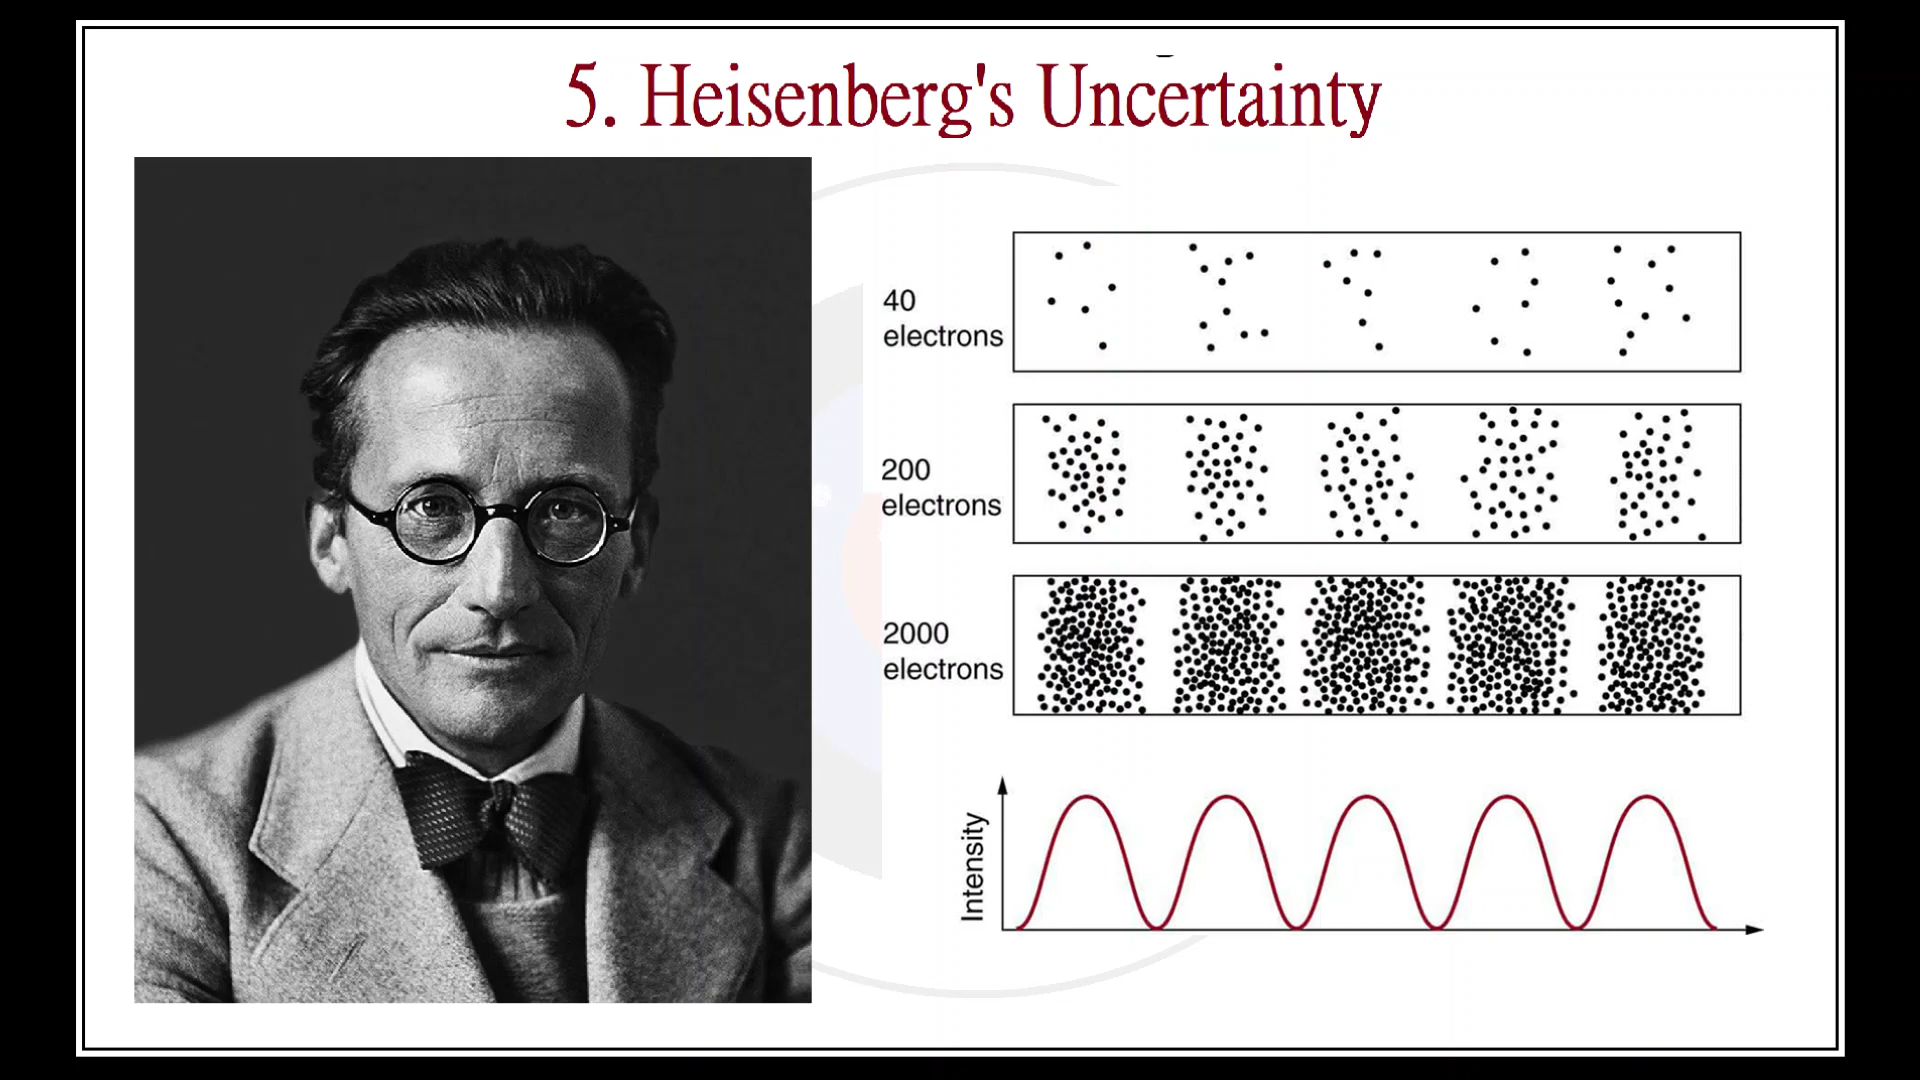 5. Heisenberg's Uncertainty
40
electrons
200
electrons
2000
electrons
Intensity